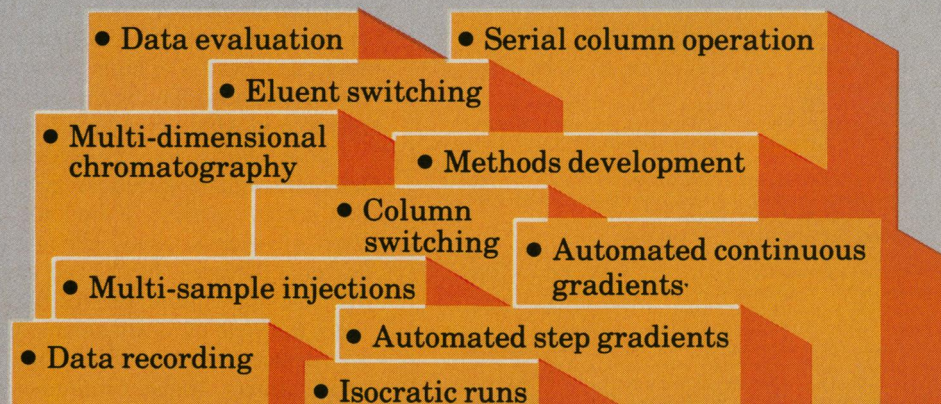 • Data evaluation
• Serial column operation
• Eluent switching
• Multi-dimensional
chromatography
• Methods development
• Column
switching
• Automated continuous
gradients
• Multi-sample injections
• Automated step gradients
• Data recording
• Isocratic runs